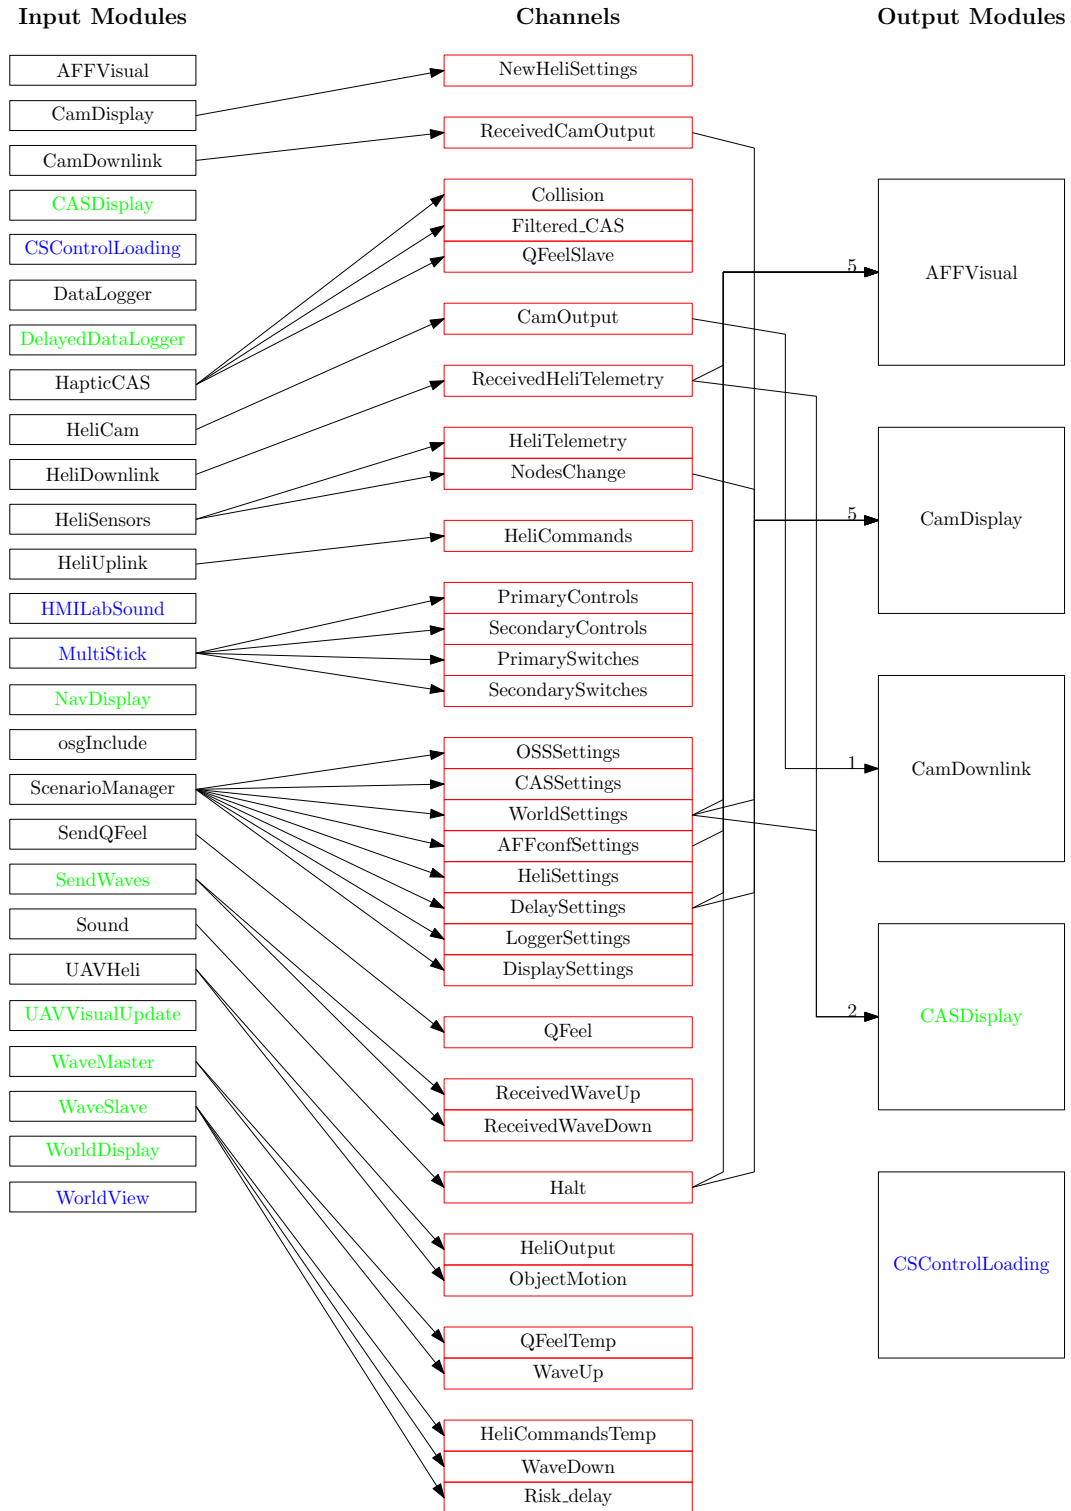 Input Modules
AFFVisual
CamDisplay
CamDownlink
CASDisplay
CSControlLoading
DataLogger
DelayedDataLogger
HapticCAS
HeliCam
HeliDownlink
HeliSensors
HeliUplink
HMILabSound
MultiStick
NavDisplay
osgInclude
ScenarioManager
SendQFeel
SendWaves
Sound
UAVHeli
UAVVisualUpdate
WaveMaster
WaveSlave
WorldDisplay
WorldView
Channels
NewHeliSettings
ReceivedCamOutput
Collision
Filtered_CAS
QFeelSlave
CamOutput
ReceivedHeliTelemetry
HeliTelemetry
NodesChange
HeliCommands
PrimaryControls
SecondaryControls
PrimarySwitches
SecondarySwitches
OSSSettings
CASSettings
WorldSettings
AFFconfSettings
HeliSettings
DelaySettings
LoggerSettings
DisplaySettings
QFeel
ReceivedWaveUp
ReceivedWaveDown
Halt
HeliOutput
ObjectMotion
QFeelTemp
WaveUp
HeliCommandsTemp
WaveDown
Risk_delay
Output Modules
5
AFFVisual
5
CamDisplay
1
CamDownlink
2
CASDisplay
CSControlLoading